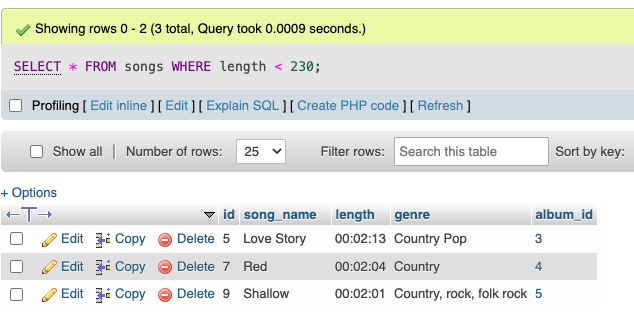 Showing rows 0 - 2 (3 total, Query took 0.0009 seconds.)
SELECT * FROM songs WHERE length < 230;
Profiling [ Edit inline ] [ Edit ] [ Explain SQL ] [ Create PHP code ] [ Refresh ]
Show all | Number of rows: 25 Filter rows: Search this table Sort by key:
+ Options
id song_name length genre album_id
Edit Copy Delete 5 Love Story 00:02:13 Country Pop 3
Edit Copy Delete 7 Red 00:02:04 Country 4
Edit Copy Delete 9 Shallow 00:02:01 Country, rock, folk rock 5